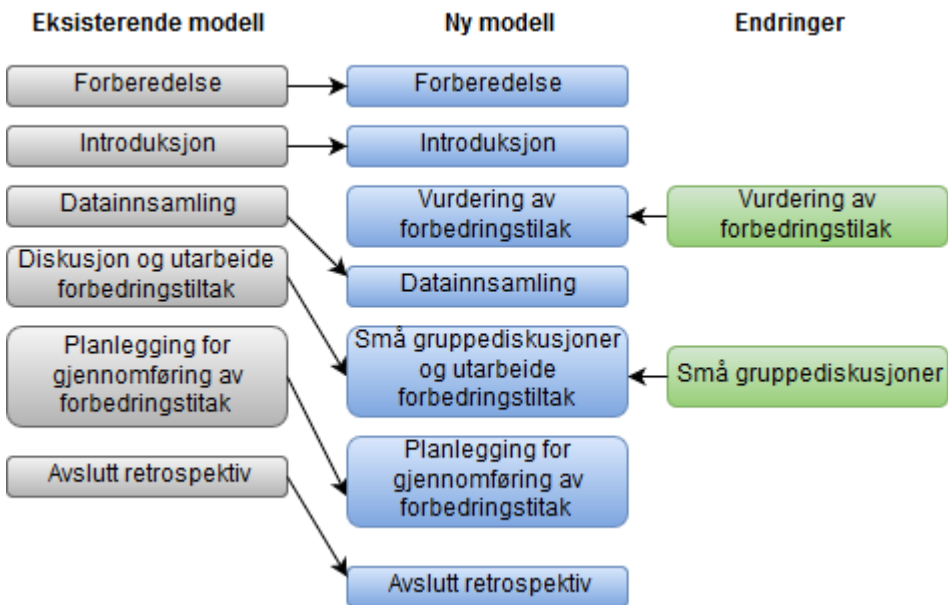 Eksisterende modell
Ny modell
Endringer
Forberedelse
Forberedelse
Introduksjon
Introduksjon
Datainnsamling
Vurdering av
forbedringstilak
Vurdering av
forbedringstilak
Diskusjon og utarbeide
forbedringstiltak
Datainnsamling
Planlegging for
gjennomføring av
forbedringstitak
Små gruppediskusjoner
og utarbeide
forbedringstiltak
Små gruppediskusjoner
Avslutt retrospektiv
Planlegging for
gjennomføring av
forbedringstitak
Avslutt retrospektiv